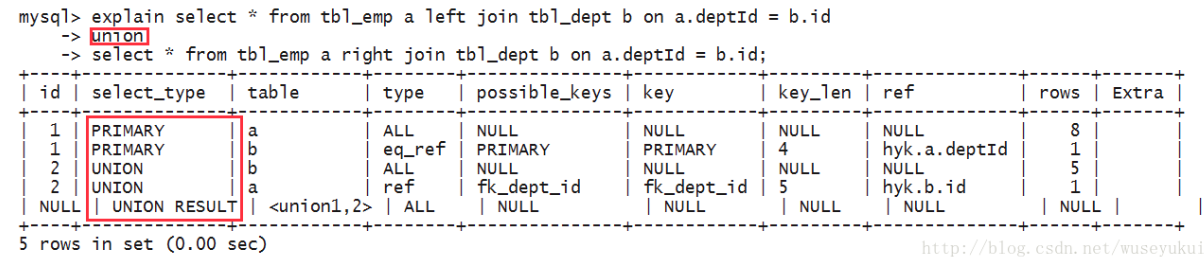 mysql> explain select * from tbl_emp a left join tbl_dept b on a.deptId = b.id
    -> union
    -> select * from tbl_emp a right join tbl_dept b on a.deptId = b.id;
+----+--------------+------------+--------+---------------+------------+---------+--------------+------+-------+
| id | select_type | table | type | possible_keys | key | key_len | ref | rows | Extra |
+----+--------------+------------+--------+---------------+------------+---------+--------------+------+-------+
| 1 | PRIMARY | a | ALL | NULL | NULL | NULL | NULL | 8 | |
| 1 | PRIMARY | b | eq_ref | PRIMARY | PRIMARY | 4 | hyk.a.deptId | 1 | |
| 2 | UNION | b | ALL | NULL | NULL | NULL | NULL | 5 | |
| 2 | UNION | a | ref | fk_dept_id | fk_dept_id | 5 | hyk.b.id | 1 | |
| NULL | UNION RESULT | <union1,2> | ALL | NULL | NULL | NULL | NULL | NULL | |
+----+--------------+------------+--------+---------------+------------+---------+--------------+------+-------+
5 rows in set (0.00 sec)
http://blog.csdn.net/wuseyukui